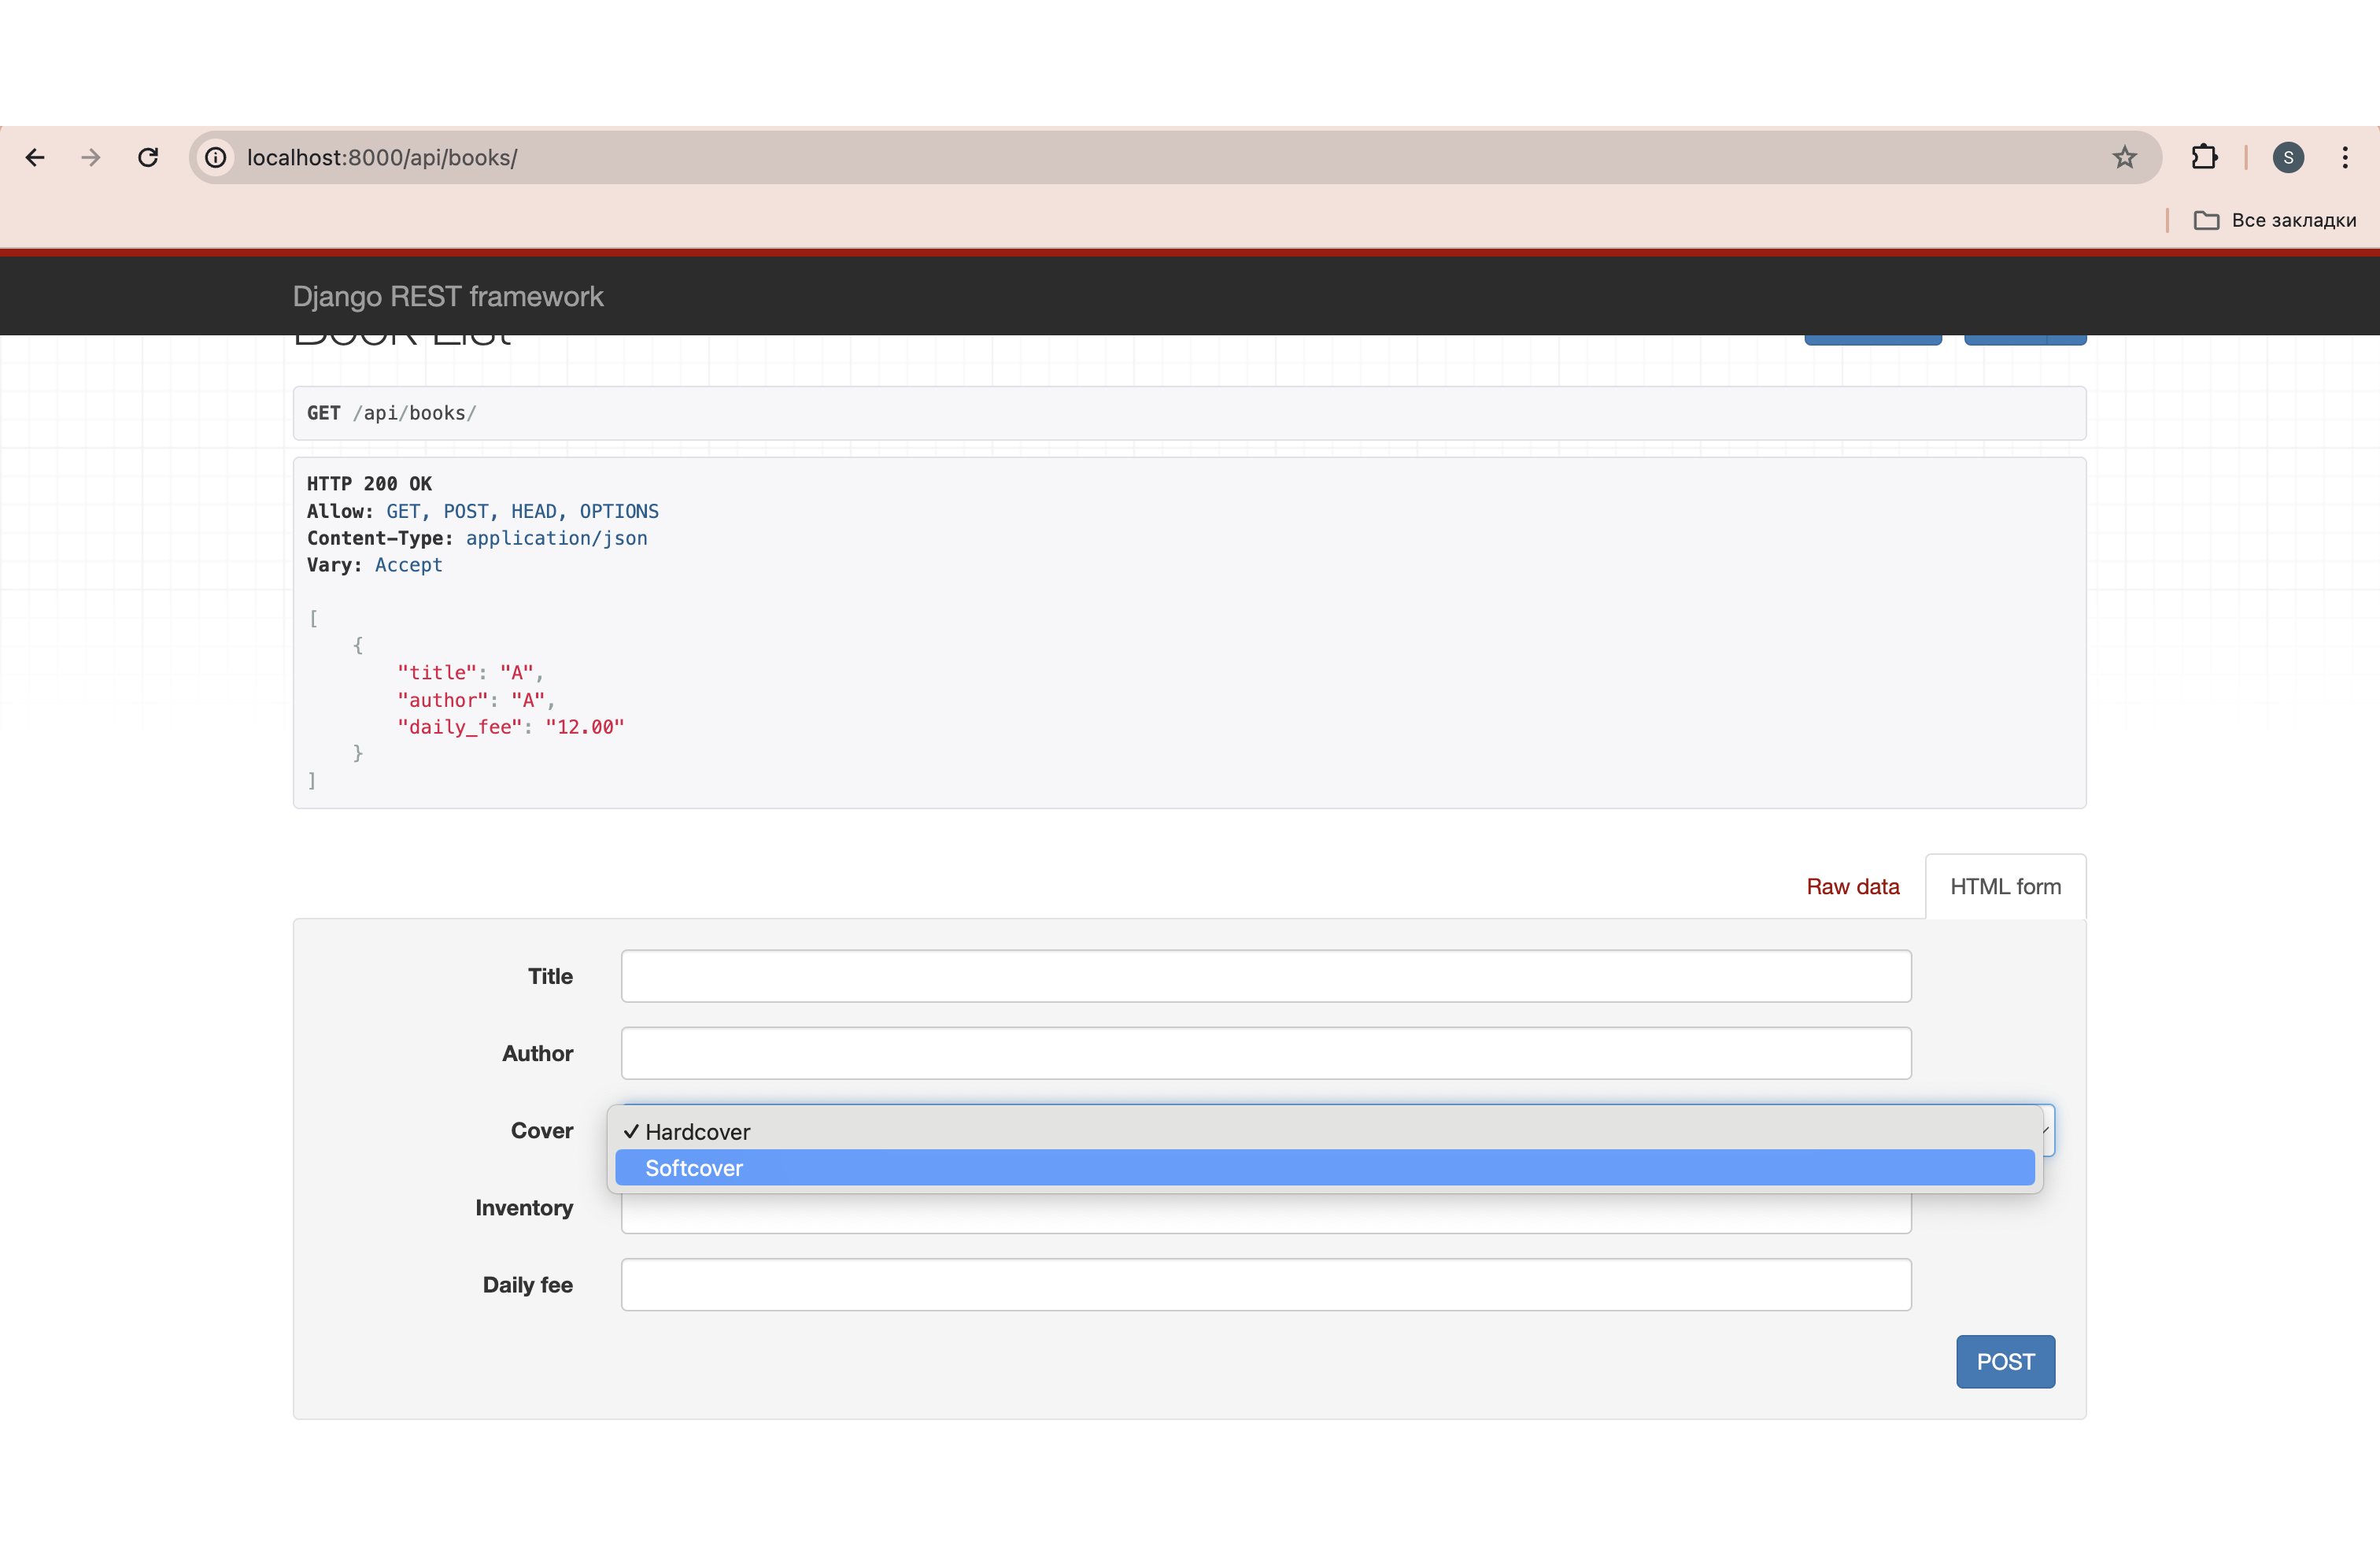 localhost:8000/api/books/
S
Все закладки
Django REST framework
Book List
GET /api/books/
HTTP 200 OK
Allow: GET, POST, HEAD, OPTIONS
Content-Type: application/json
Vary: Accept
[
{
"title": "A",
"author": "A",
"daily_fee": "12.00"
}
]
Raw data
HTML form
Title
Author
Cover
✓ Hardcover
Softcover
Inventory
Daily fee
POST